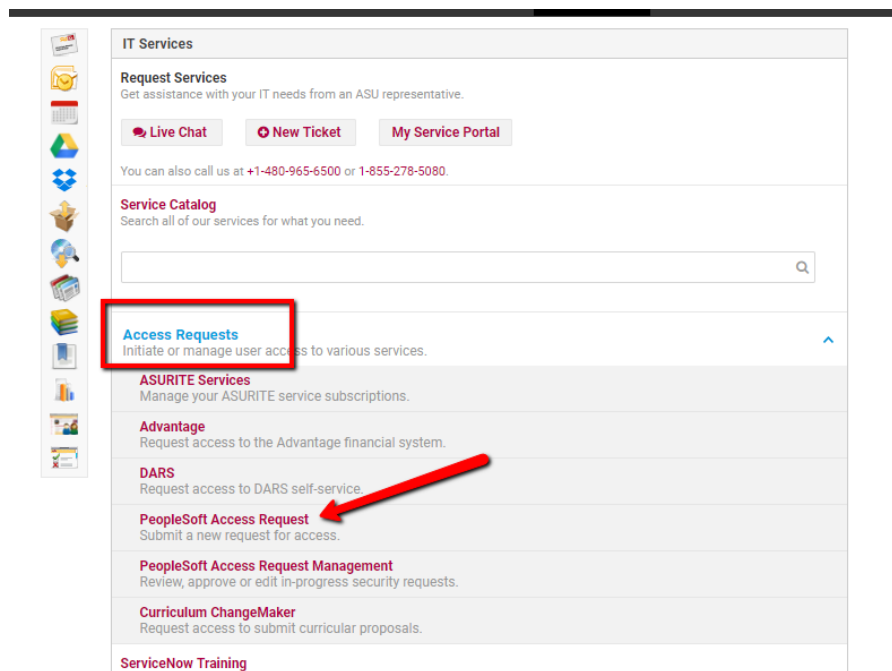 IT Services
Request Services
Get assistance with your IT needs from an ASU representative.
Live Chat
New Ticket
My Service Portal
You can also call us at +1-480-965-6500 or 1-855-278-5080.
Service Catalog
Search all of our services for what you need.
Access Requests
Initiate or manage user access to various services.
ASURITE Services
Manage your ASURITE service subscriptions.
Advantage
Request access to the Advantage financial system.
DARS
Request access to DARS self-service.
PeopleSoft Access Request
Submit a new request for access.
PeopleSoft Access Request Management
Review, approve or edit in-progress security requests.
Curriculum ChangeMaker
Request access to submit curricular proposals.
ServiceNow Training